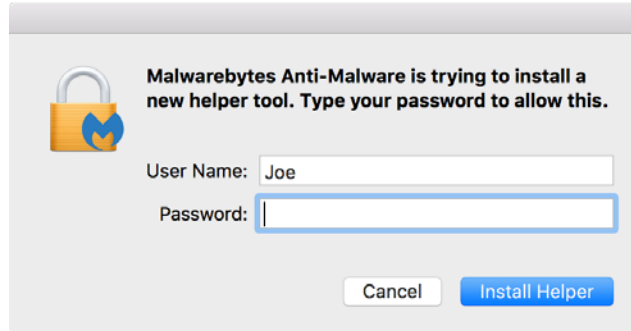 Malwarebytes Anti-Malware is trying to install a
new helper tool. Type your password to allow this.
User Name: Joe
Password:
Cancel Install Helper